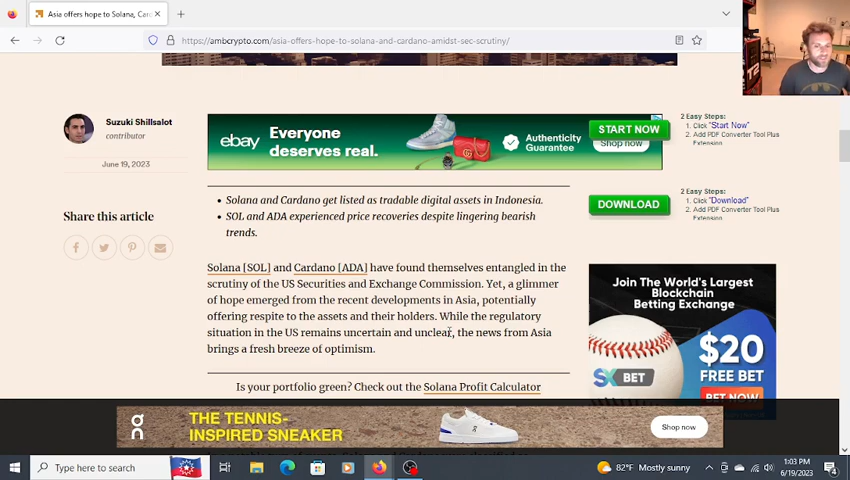 Asia offers hope to Solana, Car
https://ambcrypto.com/asia-offers-hope-to-solana-and-cardano-amidst-sec-scrutiny/
Suzuki Shillsalot
contributor
June 19, 2023
Share this article
ebay
Everyone
deserves real.
Authenticity
Guarantee
START NOW
Shop now
2 Easy Steps:
1. Click "Start Now"
2. Add PDF Converter Tool Plus
Extension
DOWNLOAD
2 Easy Steps:
1. Click "Download"
2. Add PDF Converter Tool Plus
Extension
• Solana and Cardano get listed as tradable digital assets in Indonesia.
• SOL and ADA experienced price recoveries despite lingering bearish
trends.
Solana [SOL] and Cardano [ADA] have found themselves entangled in the
scrutiny of the US Securities and Exchange Commission. Yet, a glimmer
of hope emerged from the recent developments in Asia, potentially
offering respite to the assets and their holders. While the regulatory
situation in the US remains uncertain and unclear, the news from Asia
brings a fresh breeze of optimism.
Is your portfolio green? Check out the Solana Profit Calculator
JOIN THE WORLD'S LARGEST
BLOCKCHAIN
BETTING EXCHANGE
$20
FREE BET
SX BET
BET NOW
on
THE TENNIS-
INSPIRED SNEAKER
Shop now
Type here to search
82°F Mostly sunny
1:03 PM
6/19/2023
4